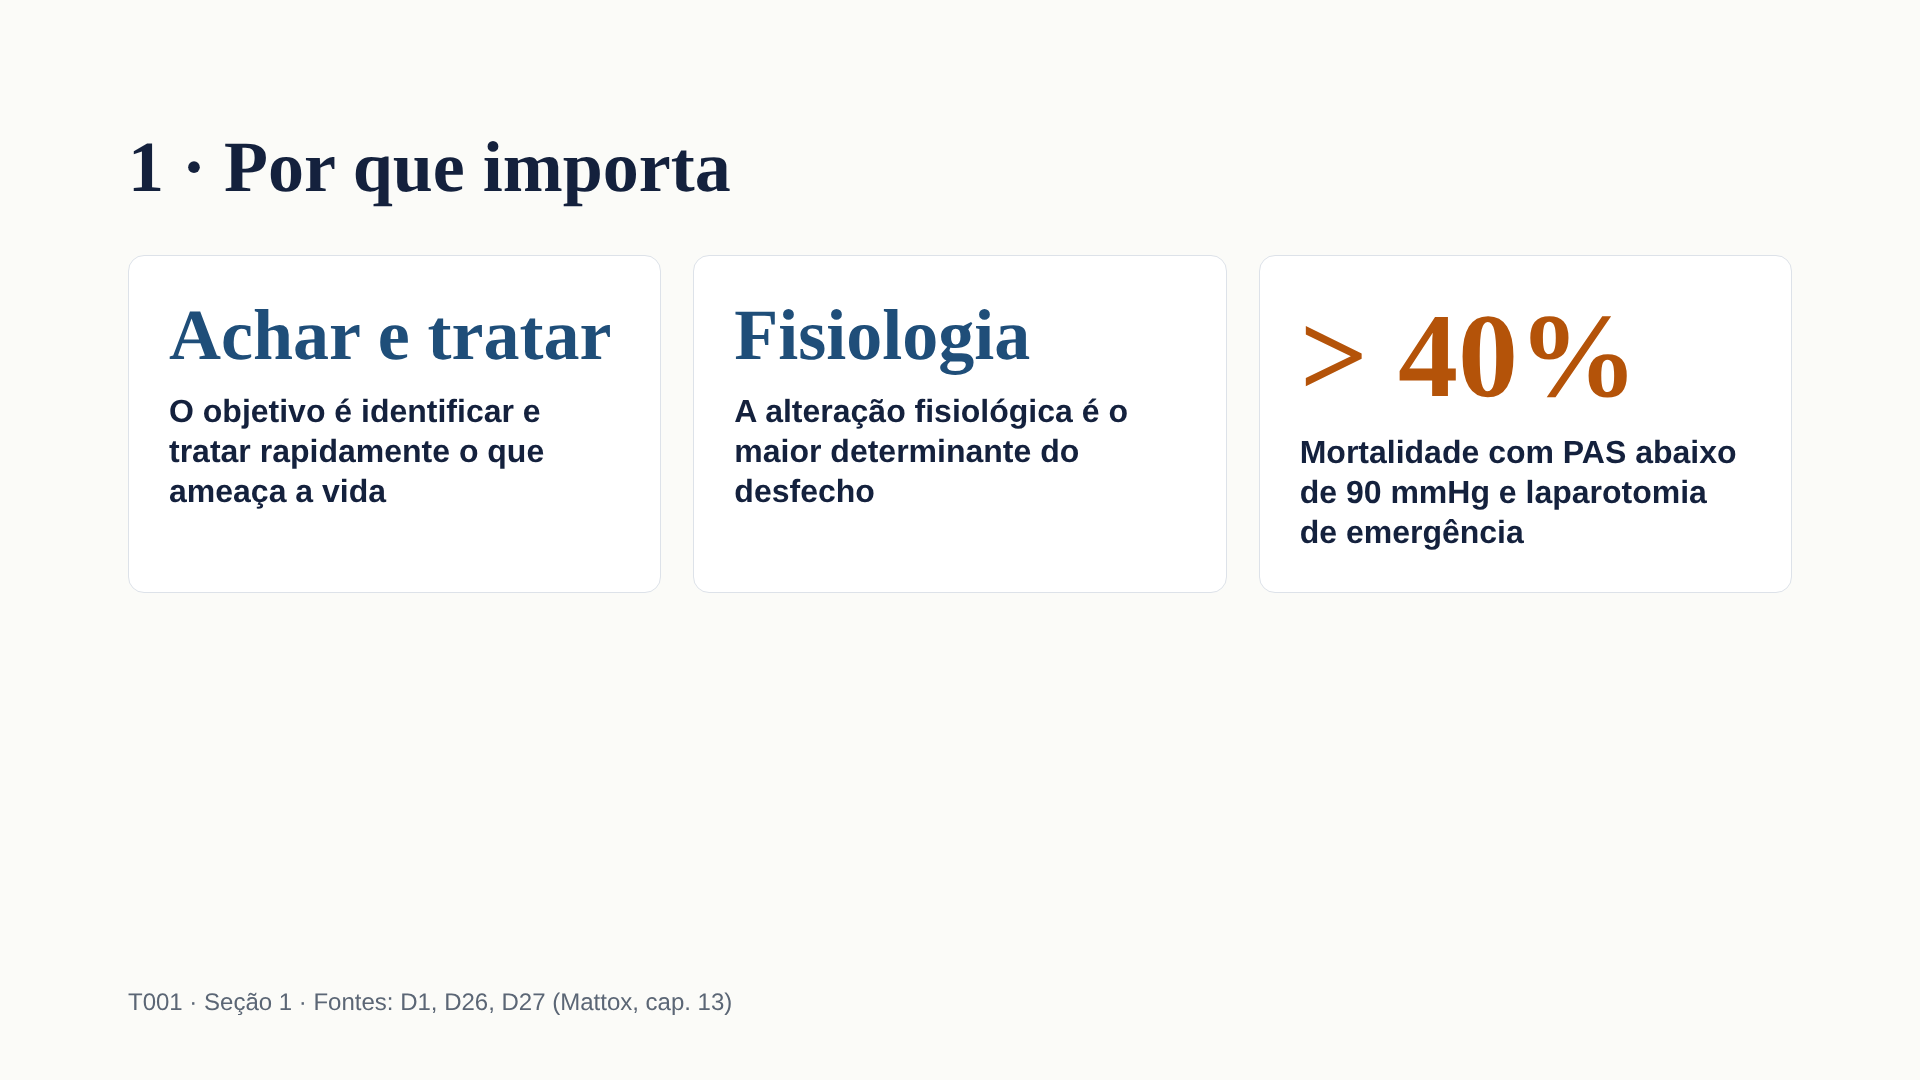 1 · Por que importa
Achar e tratar
O objetivo é identificar e
tratar rapidamente o que
ameaça a vida
Fisiologia
A alteração fisiológica é o
maior determinante do
desfecho
> 40%
Mortalidade com PAS abaixo
de 90 mmHg e laparotomia
de emergência
T001 · Seção 1 · Fontes: D1, D26, D27 (Mattox, cap. 13)